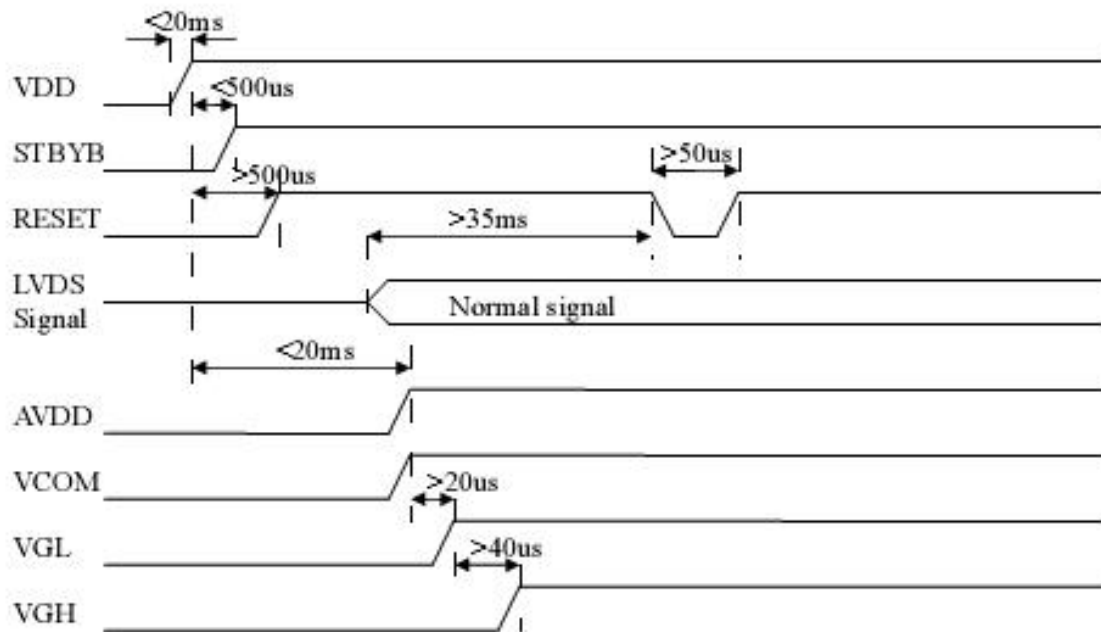 <20ms
VDD
<500us
STBYB
>50us
>500us
RESET
>35ms
LVDS
Signal
Normal signal
<20ms
AVDD
VCOM
>20us
VGL
>40us
VGH